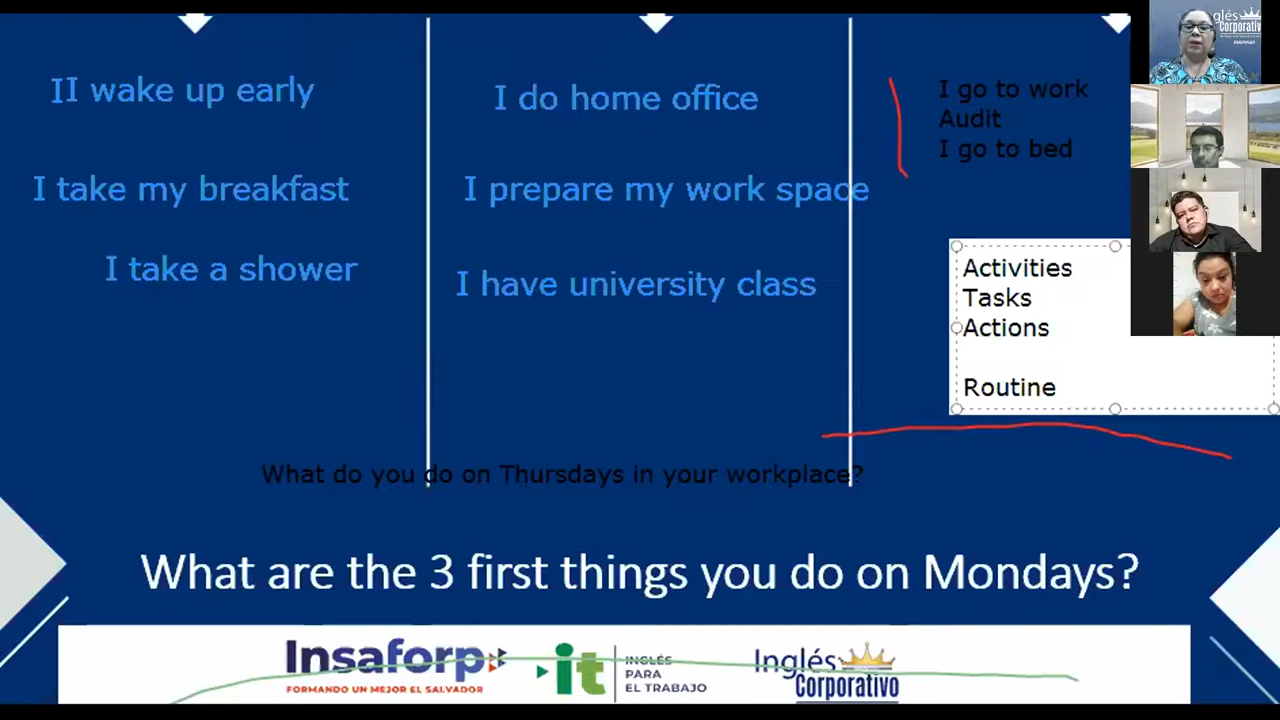 II wake up early
I take my breakfast
I take a shower
I do home office
I prepare my work space
I have university class
I go to work
Audit
I go to bed
Activities
Tasks
Actions
Routine
What do you do on Thursdays in your workplace?
What are the 3 first things you do on Mondays?
Insaforp
FORMANDO UN MEJOR EL SALVADOR
it
INGLÉS
PARA
EL TRABAJO
Inglés
Corporativo
glés
Corporativo